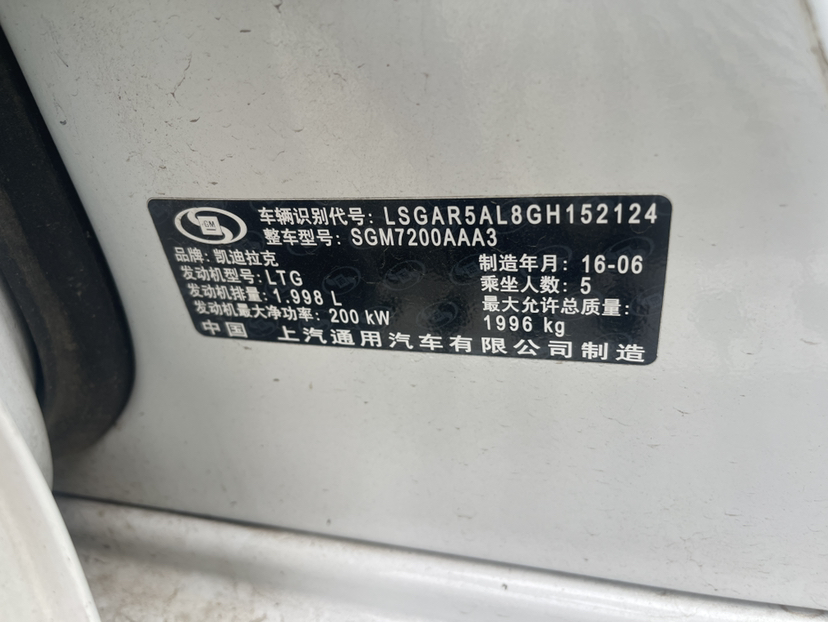 GM
车辆识别代号: LSGAR5AL8GH152124
整车型号: SGM7200AAA3
品牌: 凯迪拉克
制造年月: 16-06
发动机型号: LTG
乘坐人数: 5
发动机排量: 1.998 L
最大允许总质量:
发动机最大净功率: 200 kW
1996 kg
中国 上汽通用汽车有限公司制造